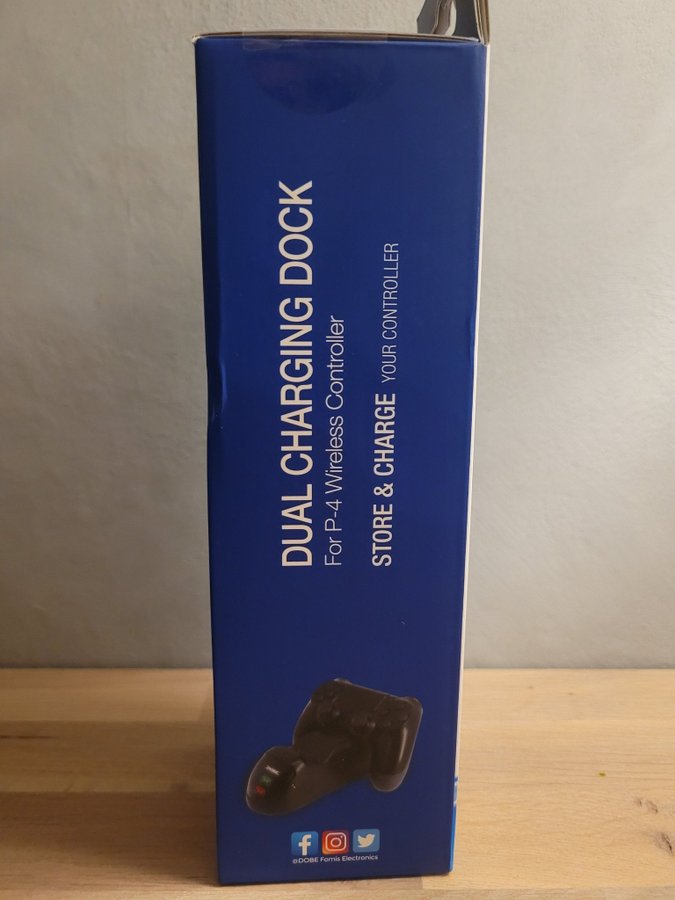 DUAL CHARGING DOCK
For P-4 Wireless Controller
STORE & CHARGE YOUR CONTROLLER
@DOBE Fornis Electronics